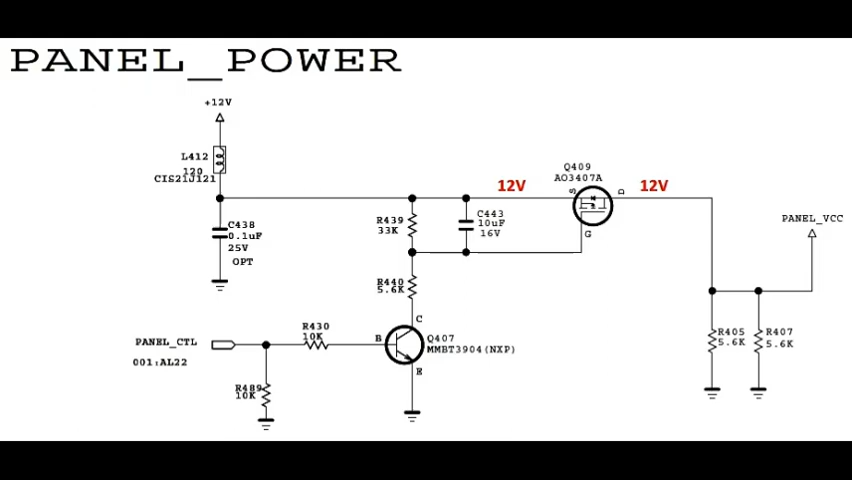 PANEL_POWER
+12V
L412
120
CIS21J121
C438
0.1uF
25V
OPT
R439
33K
C443
10uF
16V
12V
Q409
AO3407A
S
D
G
12V
PANEL_VCC
R440
5.6K
R405
5.6K
R407
5.6K
PANEL_CTL
001:AL22
R430
10K
B
C
Q407
MMBT3904(NXP)
E
R489
10K